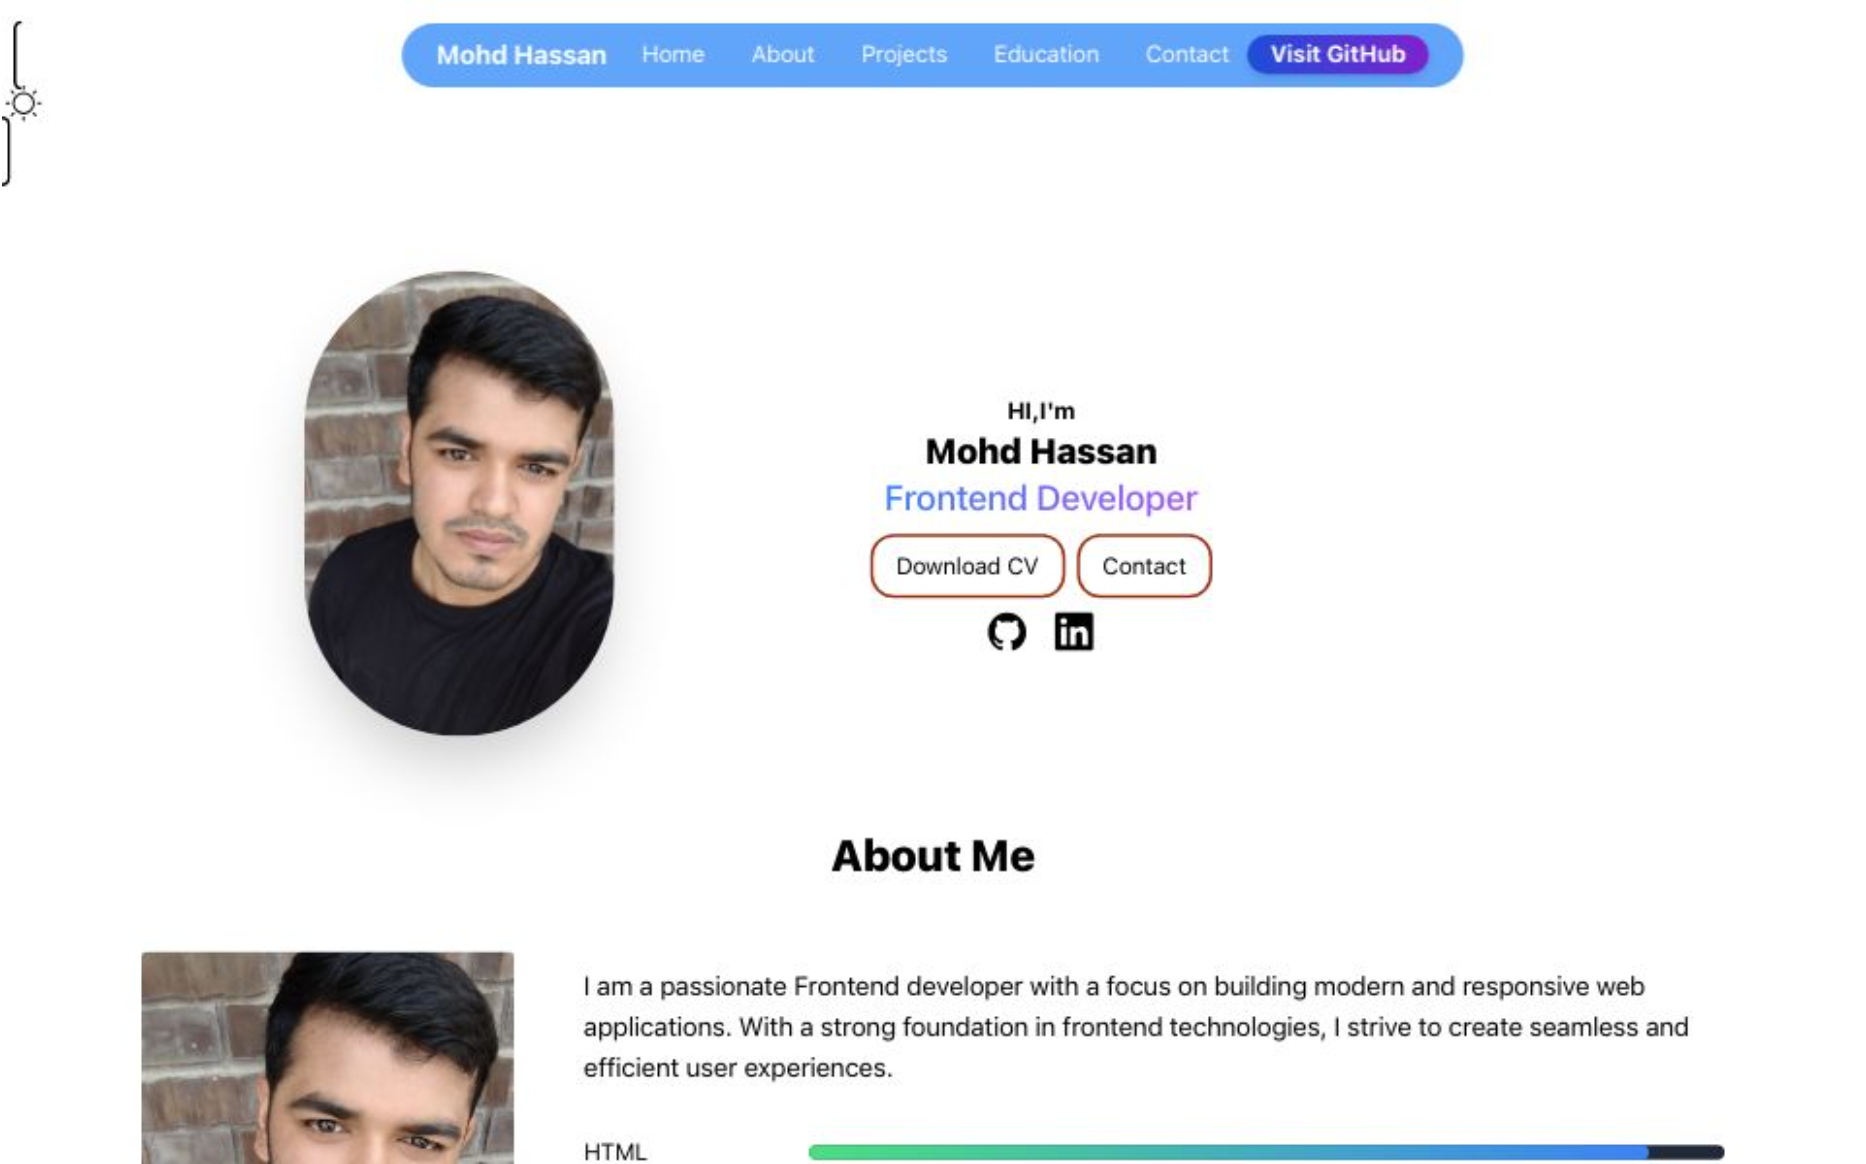 Mohd Hassan Home About Projects Education Contact Visit GitHub
HI,I'm
Mohd Hassan
Frontend Developer
Download CV Contact
in
About Me
I am a passionate Frontend developer with a focus on building modern and responsive web
applications. With a strong foundation in frontend technologies, I strive to create seamless and
efficient user experiences.
HTML